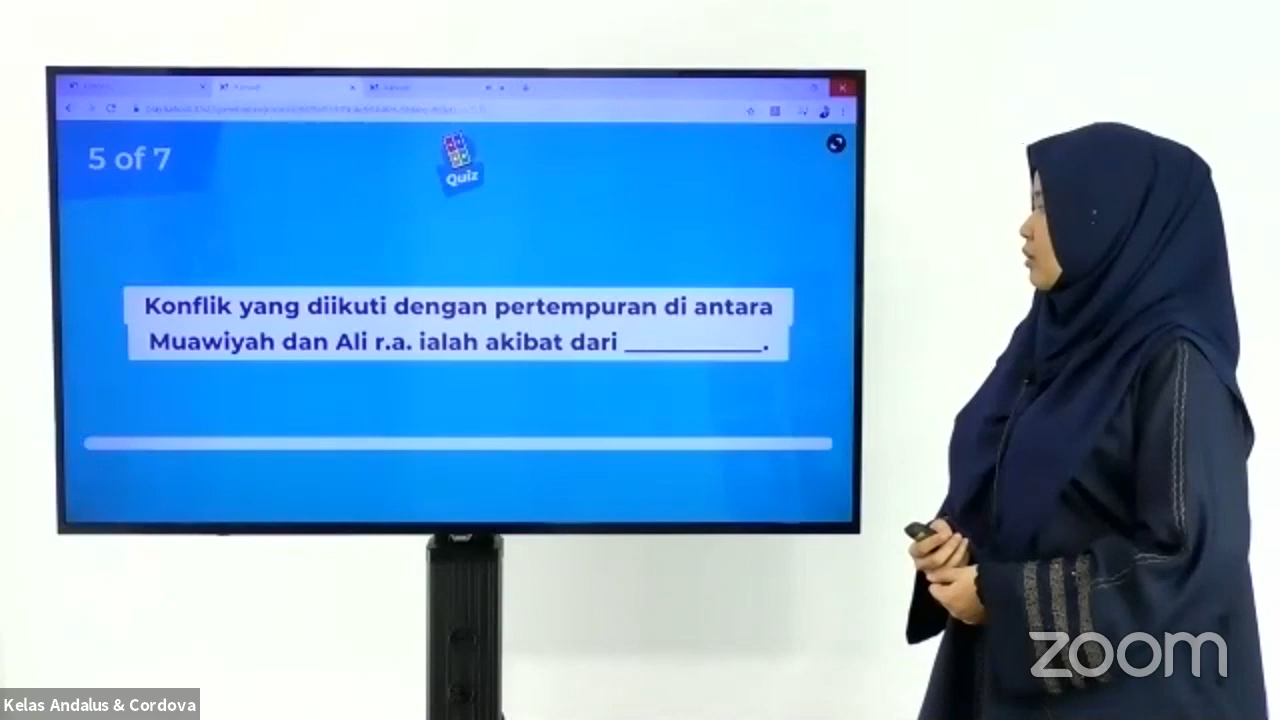 5 of 7
Quiz
Konflik yang diikuti dengan pertempuran di antara
Muawiyah dan Ali r.a. ialah akibat dari ____________.
zoom
Kelas Andalus & Cordova